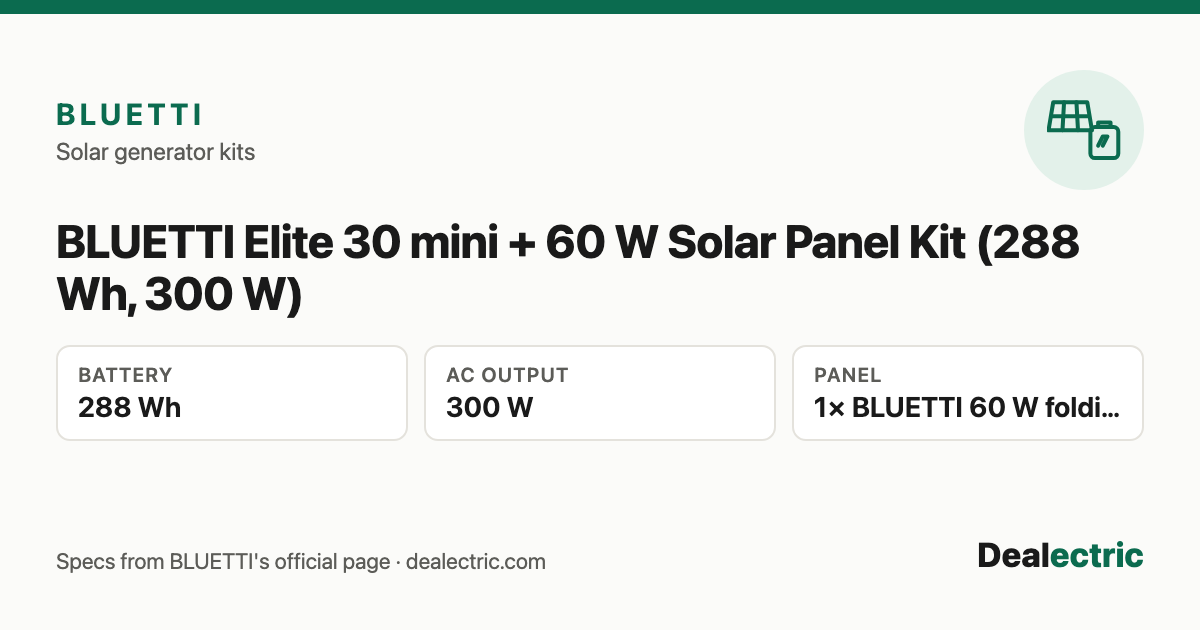 BLUETTI
Solar generator kits
BLUETTI Elite 30 mini + 60 W Solar Panel Kit (288
Wh, 300 W)
BATTERY
288 Wh
AC OUTPUT
300 W
PANEL
1× BLUETTI 60 W foldi…
Specs from BLUETTI's official page · dealectric.com
Dealectric